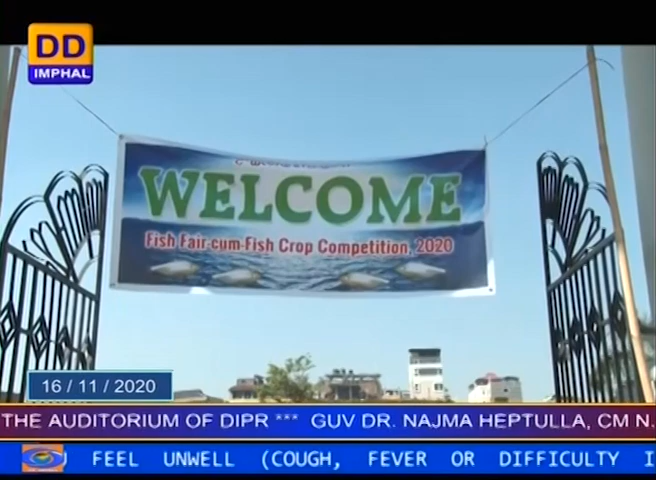 DD
IMPHAL
WELCOME
Fish Fair-cum-Fish Crop Competition, 2020
16 / 11 / 2020
THE AUDITORIUM OF DIPR *** GUV DR. NAJMA HEPTULLA, CM N.
FEEL UNWELL (COUGH, FEVER OR DIFFICULTY I